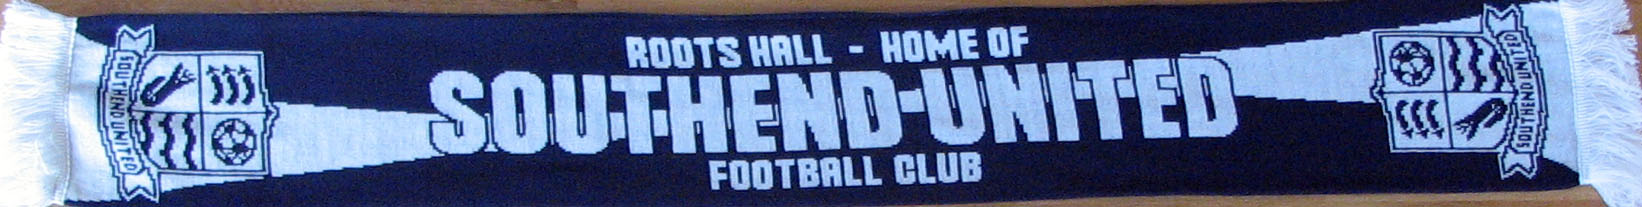 SOUTHEND UNITED
ROOTS HALL - HOME OF
SOUTHEND-UNITED
FOOTBALL CLUB
SOUTHEND UNITED